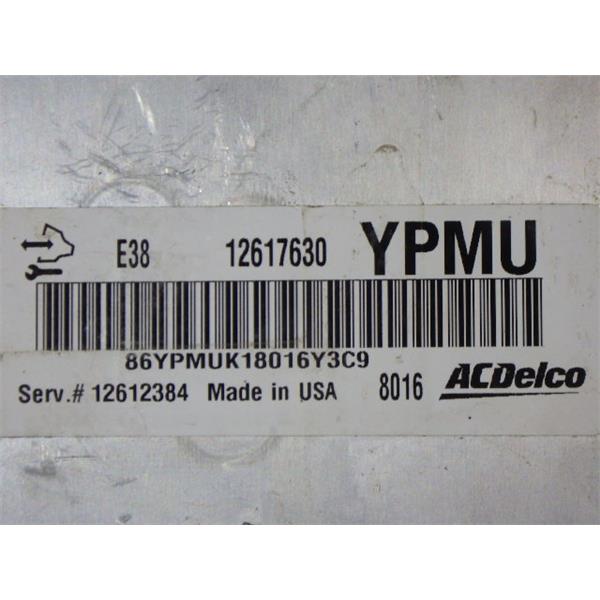 E38 12617630 YPMU
86YPMUK18016Y3C9
Serv.# 12612384 Made in USA 8016 ACDelco